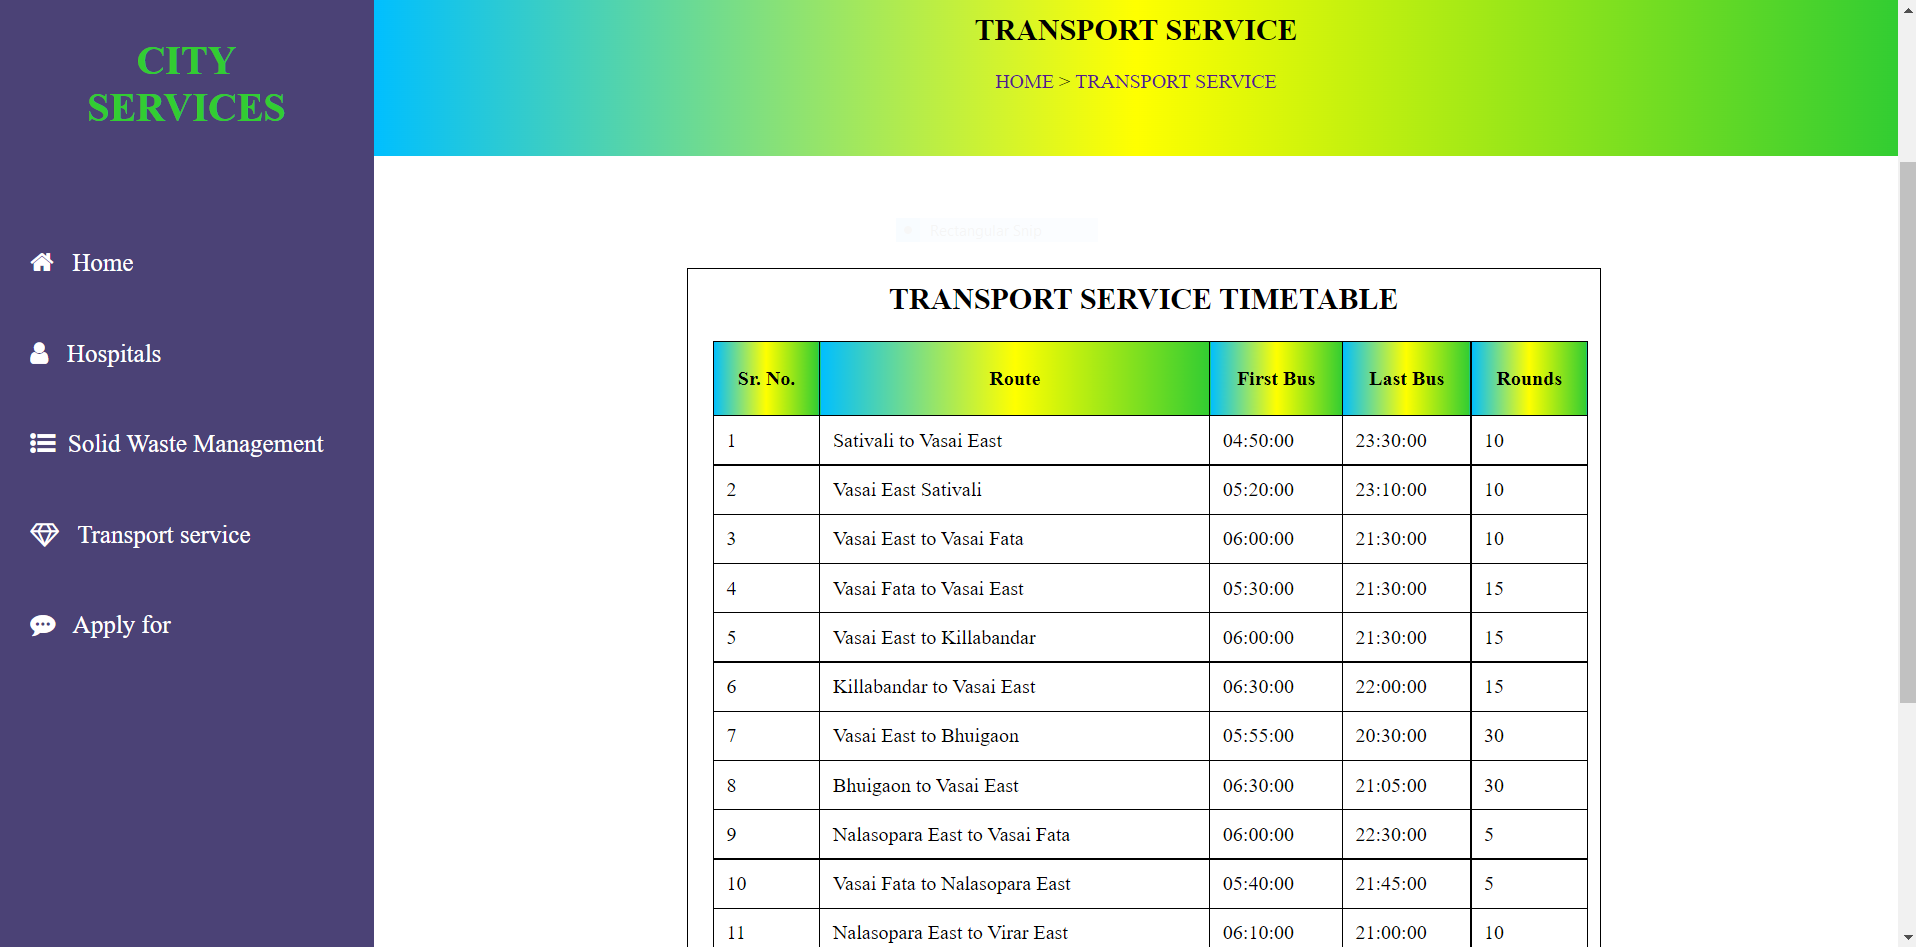 CITY
SERVICES
Home
Hospitals
Solid Waste Management
Transport service
Apply for
TRANSPORT SERVICE
HOME > TRANSPORT SERVICE
Rectangular Snip
TRANSPORT SERVICE TIMETABLE
Sr. No. Route First Bus Last Bus Rounds
1 Sativali to Vasai East 04:50:00 23:30:00 10
2 Vasai East Sativali 05:20:00 23:10:00 10
3 Vasai East to Vasai Fata 06:00:00 21:30:00 10
4 Vasai Fata to Vasai East 05:30:00 21:30:00 15
5 Vasai East to Killabandar 06:00:00 21:30:00 15
6 Killabandar to Vasai East 06:30:00 22:00:00 15
7 Vasai East to Bhuigaon 05:55:00 20:30:00 30
8 Bhuigaon to Vasai East 06:30:00 21:05:00 30
9 Nalasopara East to Vasai Fata 06:00:00 22:30:00 5
10 Vasai Fata to Nalasopara East 05:40:00 21:45:00 5
11 Nalasopara East to Virar East 06:10:00 21:00:00 10